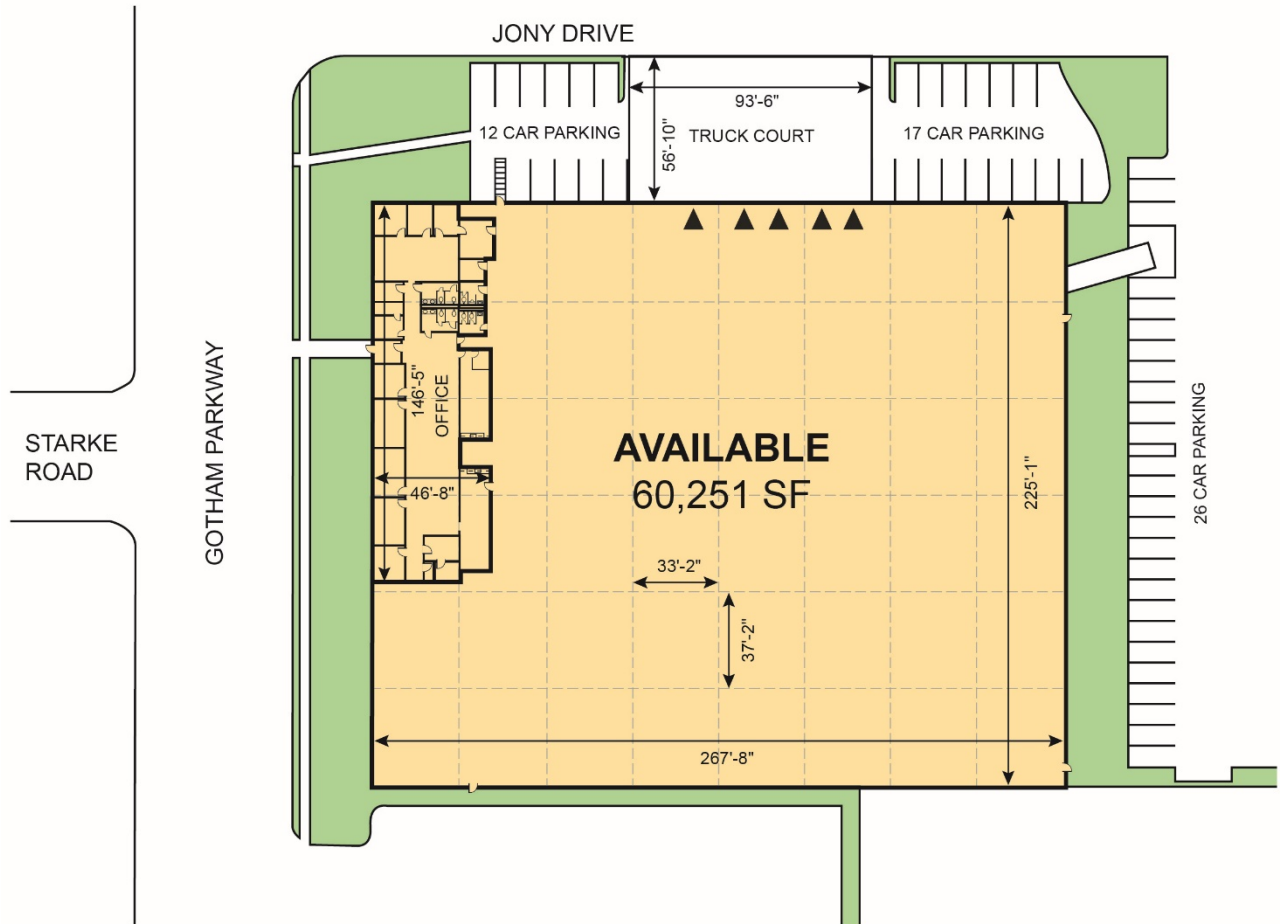 JONY DRIVE
93'-6"
12 CAR PARKING
56'-10"
TRUCK COURT
17 CAR PARKING
STARKE
ROAD
GOTHAM PARKWAY
146'-5"
OFFICE
46'-8"
AVAILABLE
60,251 SF
225'-1"
26 CAR PARKING
33'-2"
37'-2"
267'-8"